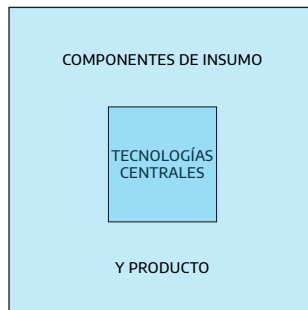 COMPONENTES DE INSUMO
TECNOLOGÍAS
CENTRALES
Y PRODUCTO